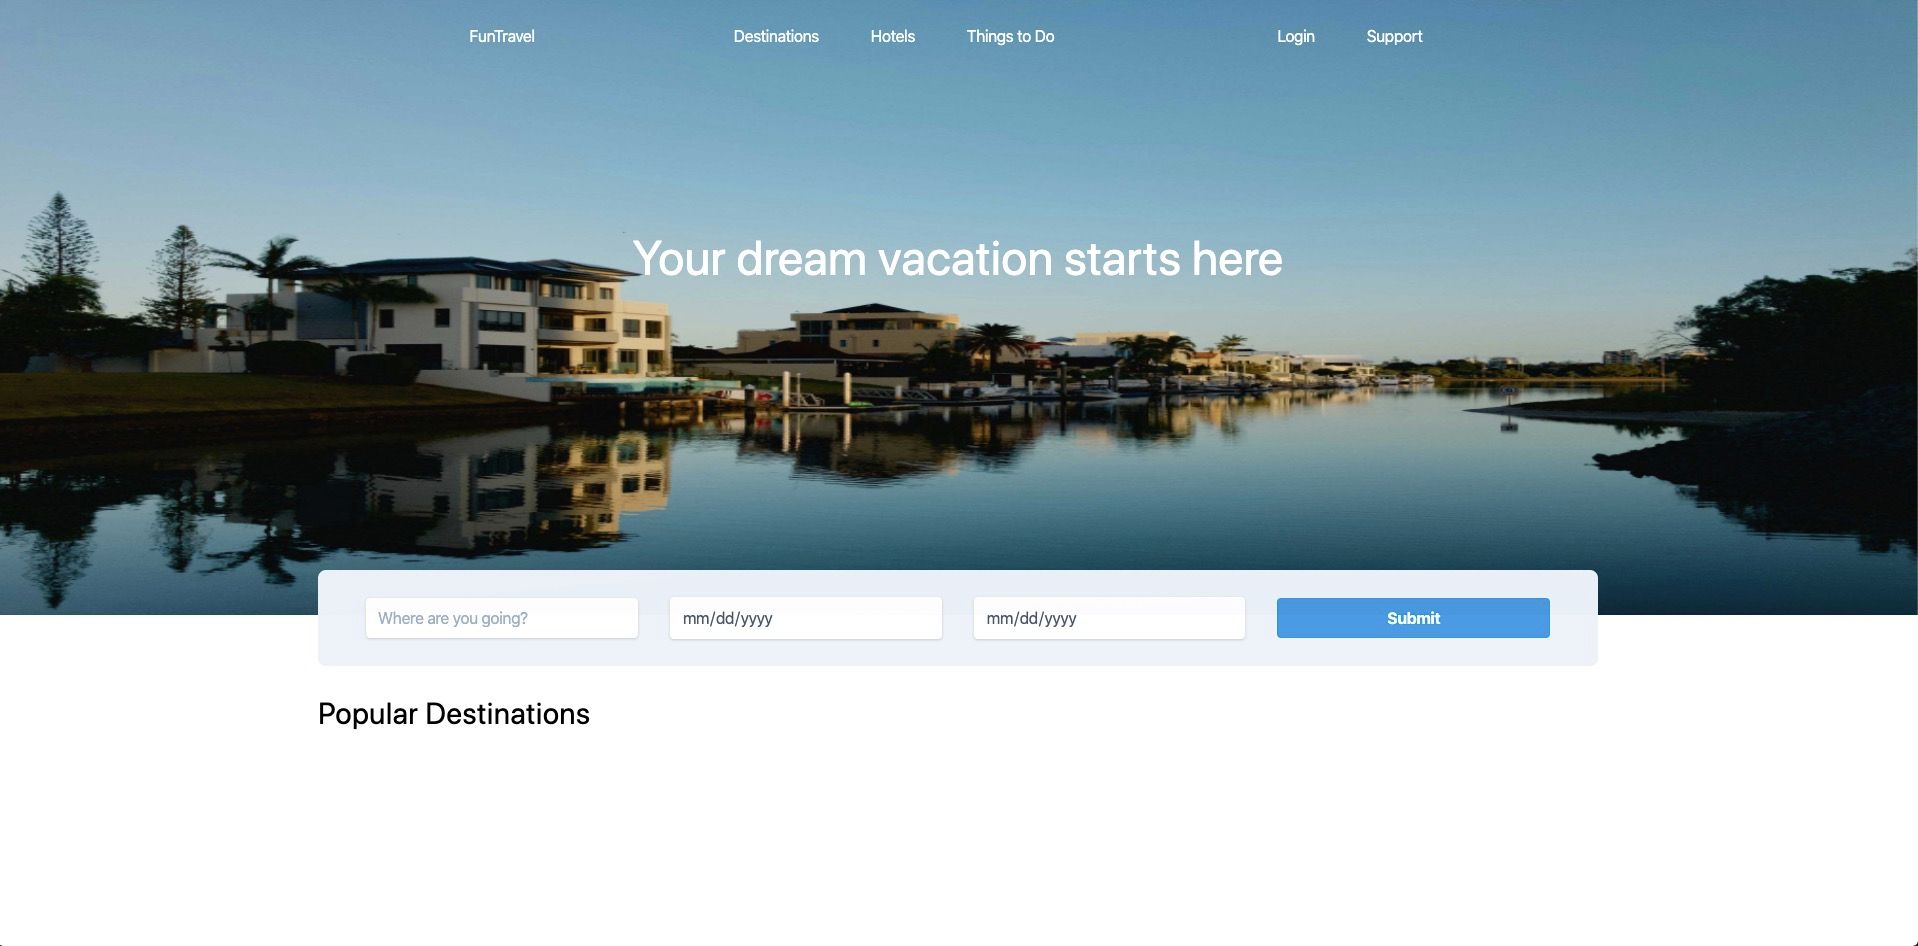 FunTravel Destinations Hotels Things to Do Login Support
Your dream vacation starts here
Where are you going? mm/dd/yyyy mm/dd/yyyy Submit
Popular Destinations